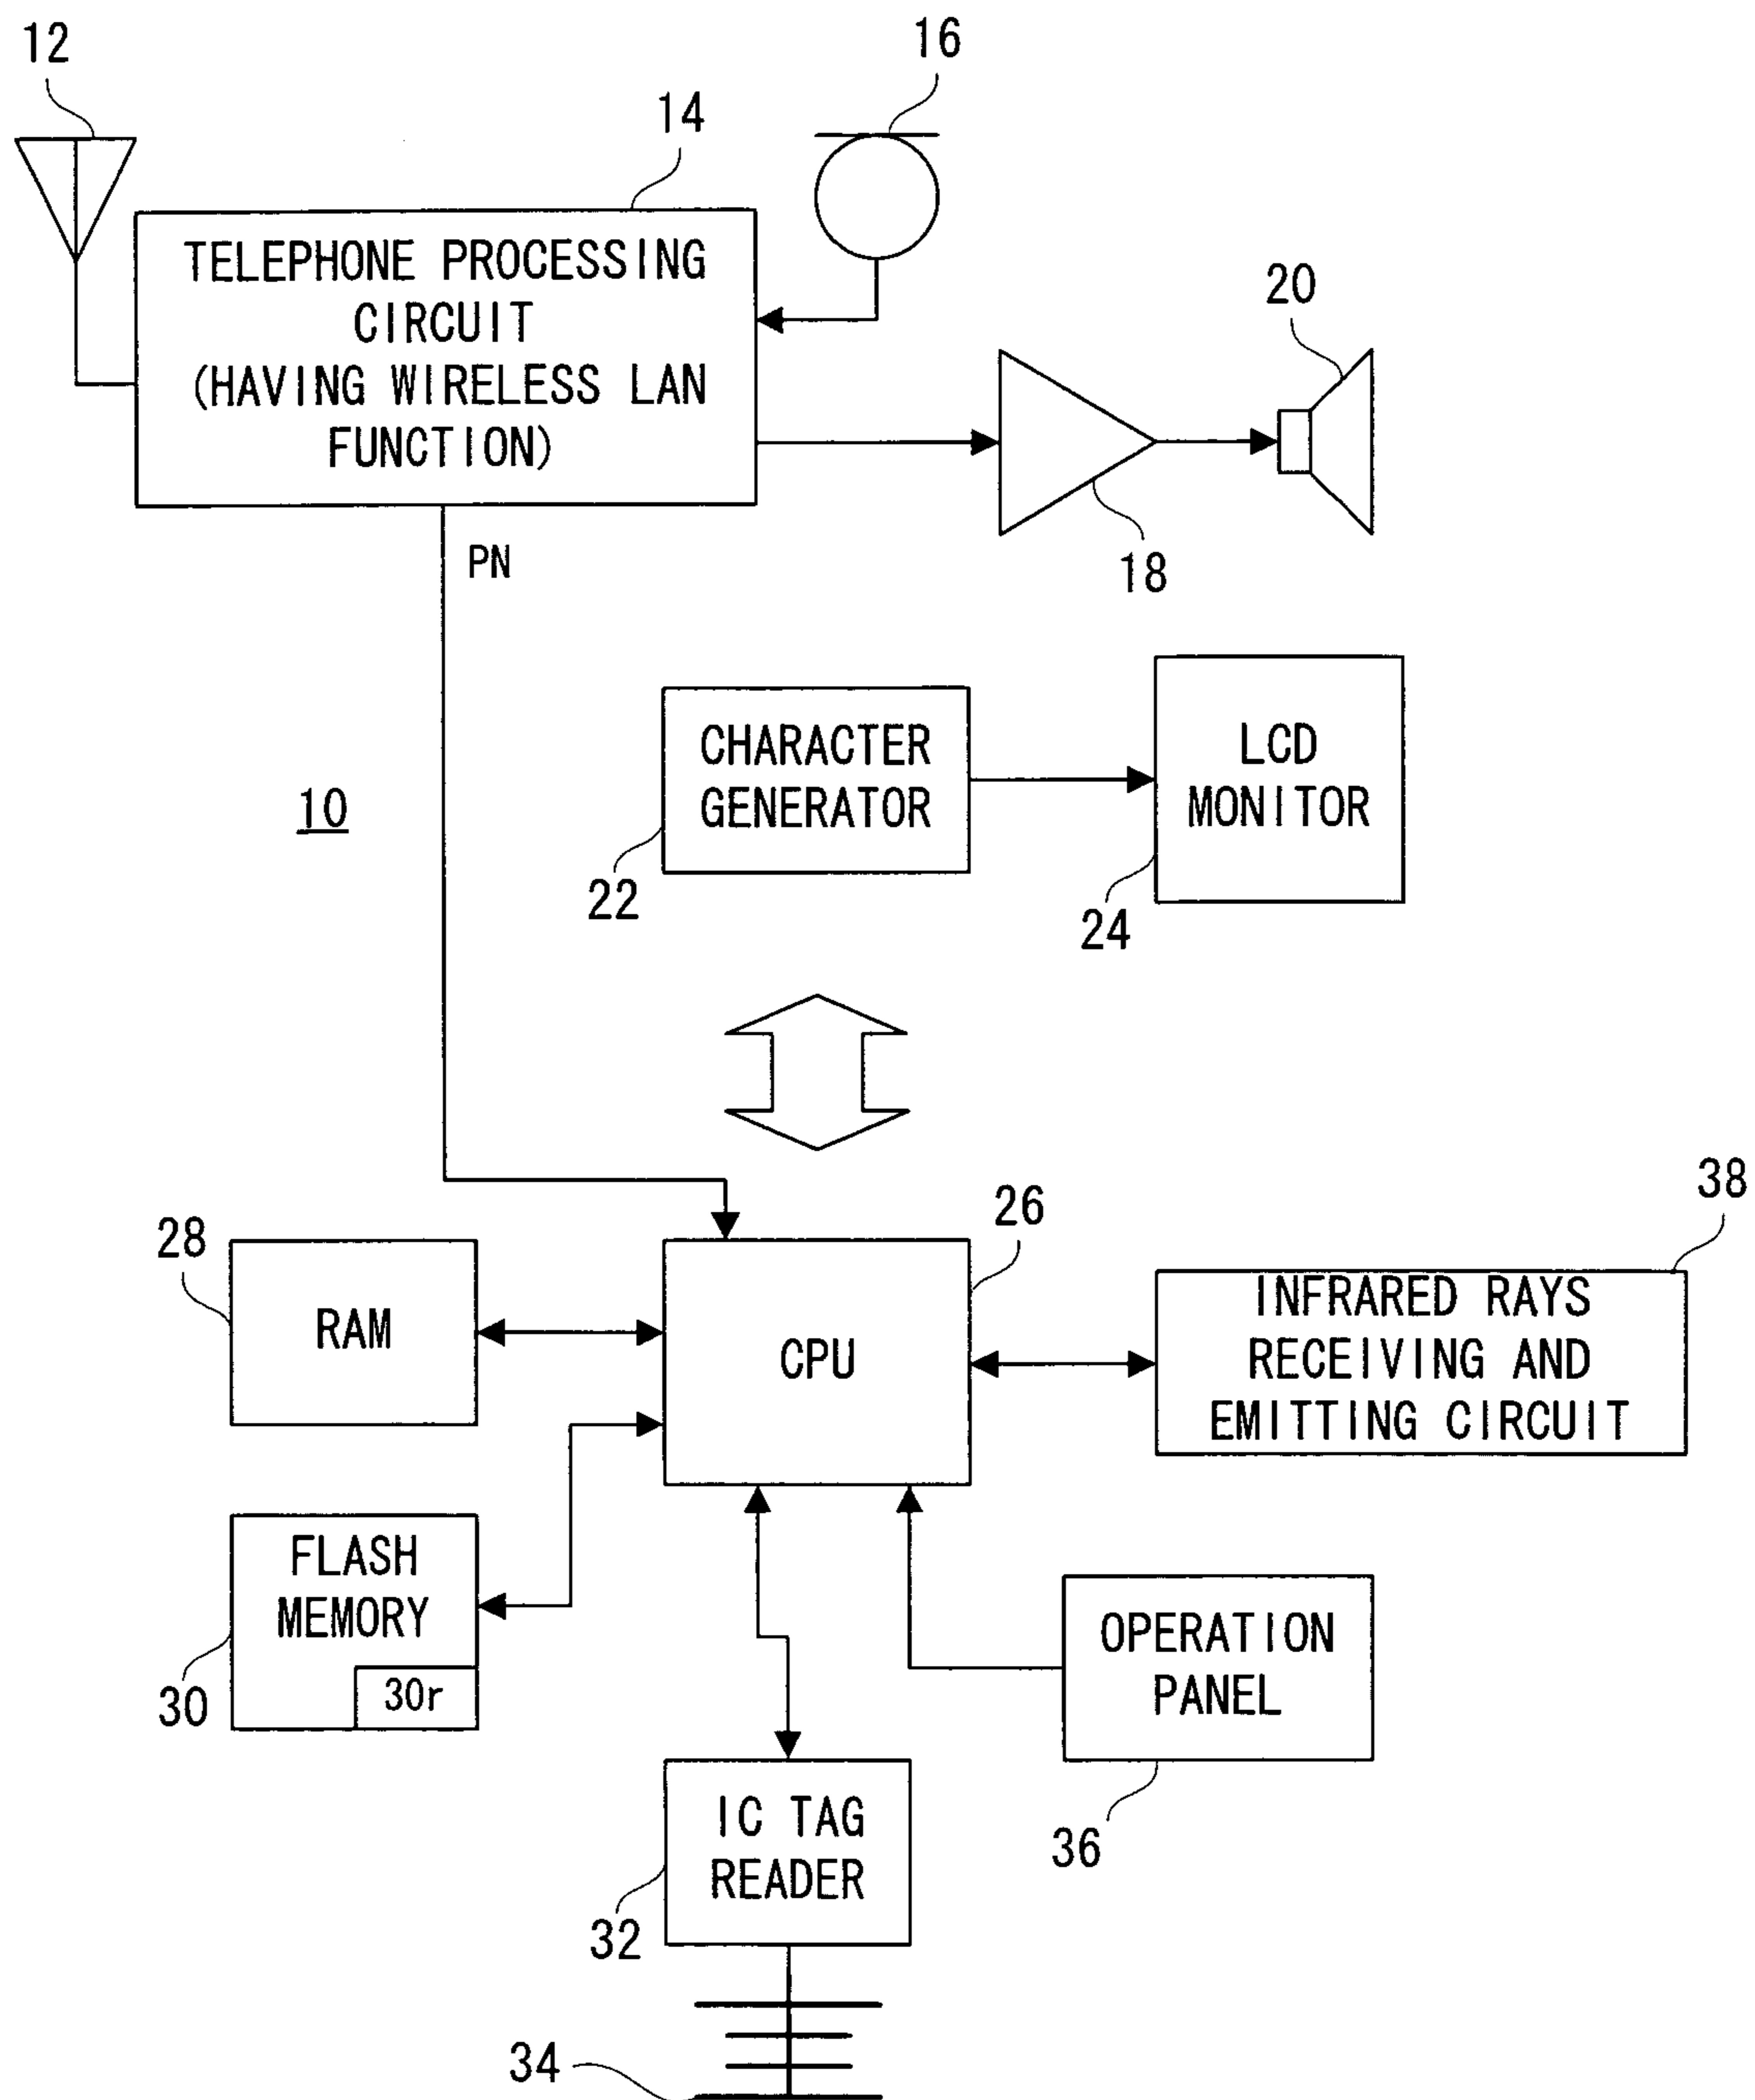 12
16
14
TELEPHONE PROCESSING
CIRCUIT
(HAVING WIRELESS LAN
FUNCTION)
20
18
PN
CHARACTER
GENERATOR
LCD
MONITOR
10
22
24
38
26
28
RAM
CPU
INFRARED RAYS
RECEIVING AND
EMITTING CIRCUIT
FLASH
MEMORY
30
30r
OPERATION
PANEL
IC TAG
READER
36
32
34